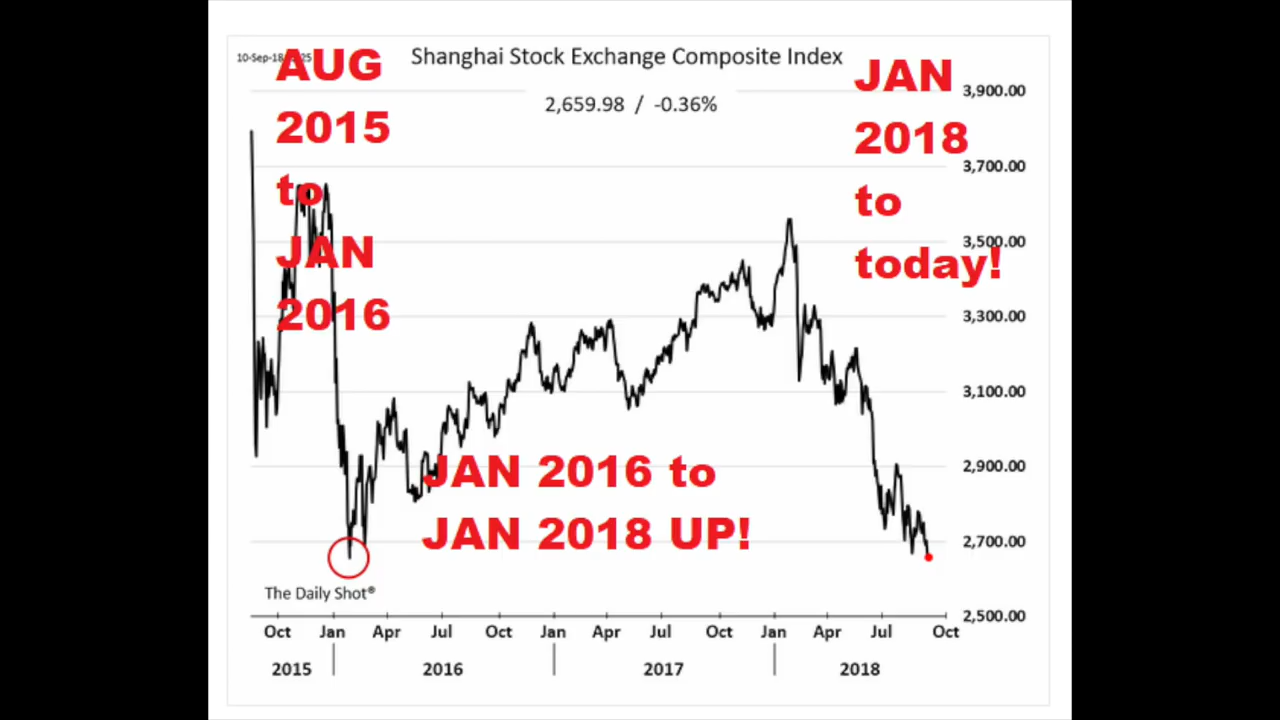 10-Sep-18
25
Shanghai Stock Exchange Composite Index
2,659.98 / -0.36%
AUG
2015
to
JAN
2016
JAN
2018
to
today!
JAN 2016 to
JAN 2018 UP!
3,900.00
3,700.00
3,500.00
3,300.00
3,100.00
2,900.00
2,700.00
2,500.00
The Daily Shot®
Oct Jan Apr Jul Oct Jan Apr Jul Oct Jan Apr Jul Oct
2015 2016 2017 2018